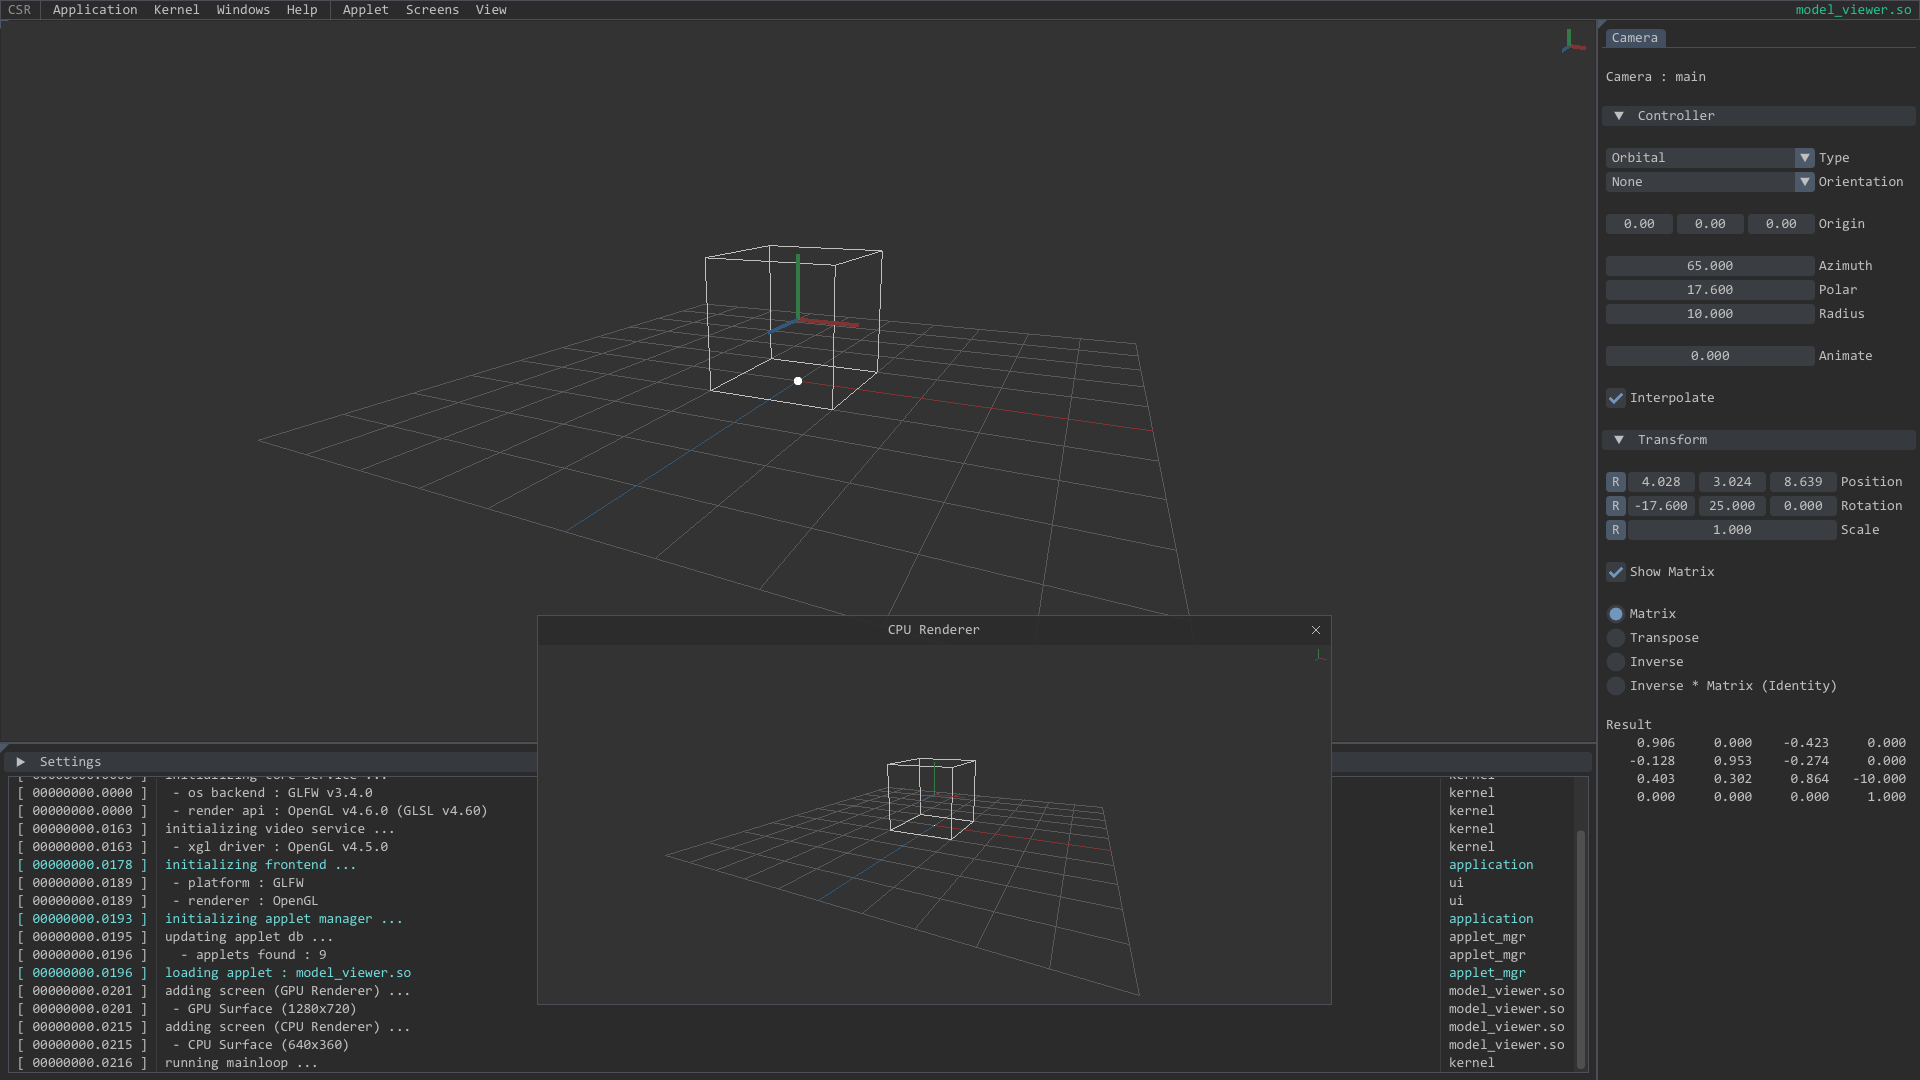 CSR Application Kernel Windows Help Applet Screens View model_viewer.so
Camera
Camera : main
Controller
Orbital Type
None Orientation
0.00 0.00 0.00 Origin
65.000 Azimuth
17.600 Polar
10.000 Radius
0.000 Animate
Interpolate
Transform
R 4.028 3.024 8.639 Position
R -17.600 25.000 0.000 Rotation
R 1.000 Scale
Show Matrix
Matrix
Transpose
Inverse
Inverse * Matrix (Identity)
Result
0.906 0.000 -0.423 0.000
-0.128 0.953 -0.274 0.000
0.403 0.302 0.864 -10.000
0.000 0.000 0.000 1.000
CPU Renderer
Settings
[ 00000000.0000 ] initializing core service ... kernel
[ 00000000.0000 ] - os backend : GLFW v3.4.0 kernel
[ 00000000.0000 ] - render api : OpenGL v4.6.0 (GLSL v4.60) kernel
[ 00000000.0163 ] initializing video service ... kernel
[ 00000000.0163 ] - xgl driver : OpenGL v4.5.0 kernel
[ 00000000.0178 ] initializing frontend ... application
[ 00000000.0189 ] - platform : GLFW ui
[ 00000000.0189 ] - renderer : OpenGL ui
[ 00000000.0193 ] initializing applet manager ... application
[ 00000000.0195 ] updating applet db ... applet_mgr
[ 00000000.0196 ] - applets found : 9 applet_mgr
[ 00000000.0196 ] loading applet : model_viewer.so applet_mgr
[ 00000000.0201 ] adding screen (GPU Renderer) ... model_viewer.so
[ 00000000.0201 ] - GPU Surface (1280x720) model_viewer.so
[ 00000000.0215 ] adding screen (CPU Renderer) ... model_viewer.so
[ 00000000.0215 ] - CPU Surface (640x360) model_viewer.so
[ 00000000.0216 ] running mainloop ... kernel